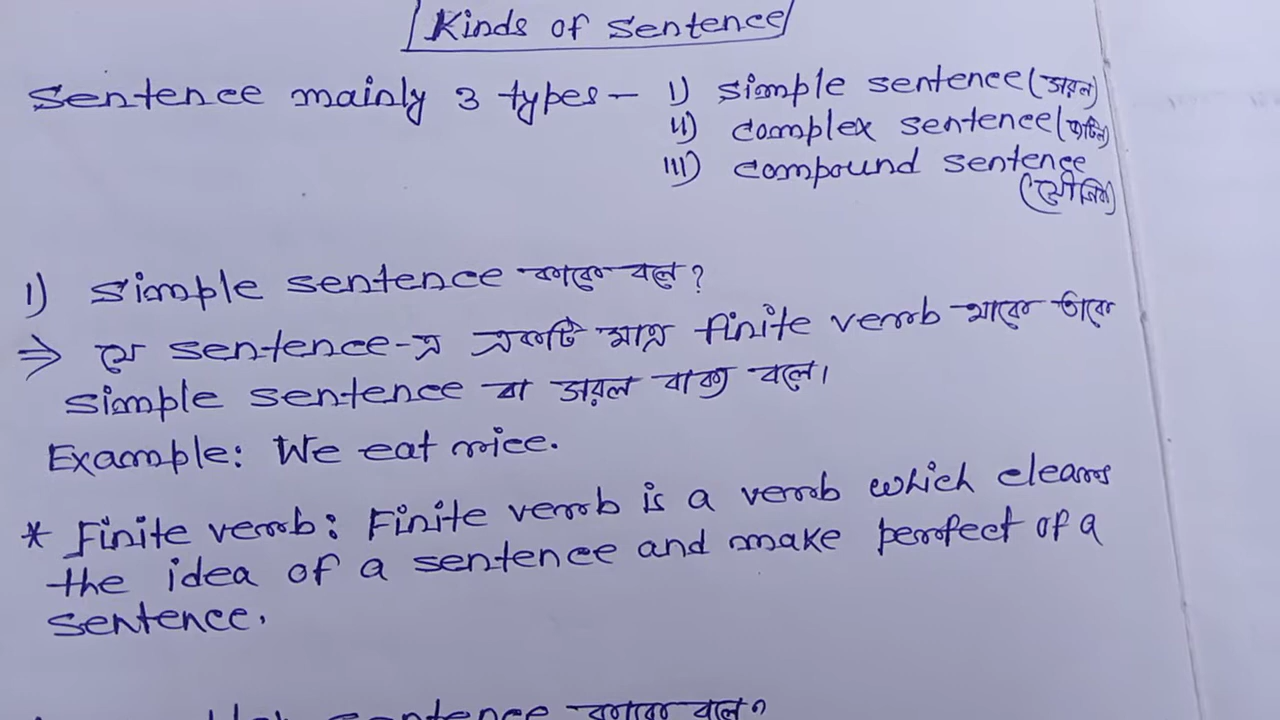 Kinds of Sentence
Sentence mainly 3 types - i) simple sentence (সরল)
ii) complex sentence (জটিল)
iii) compound sentence
(যৌগিক)
1) Simple sentence কাকে বলে?
⇒ যে sentence-এ একটি মাত্র finite verb থাকে তাকে
simple sentence বা সরল বাক্য বলে।
Example: We eat rice.
* Finite verb: Finite verb is a verb which clears
the idea of a sentence and make perfect of a
sentence.
sentence কাকে বলে?